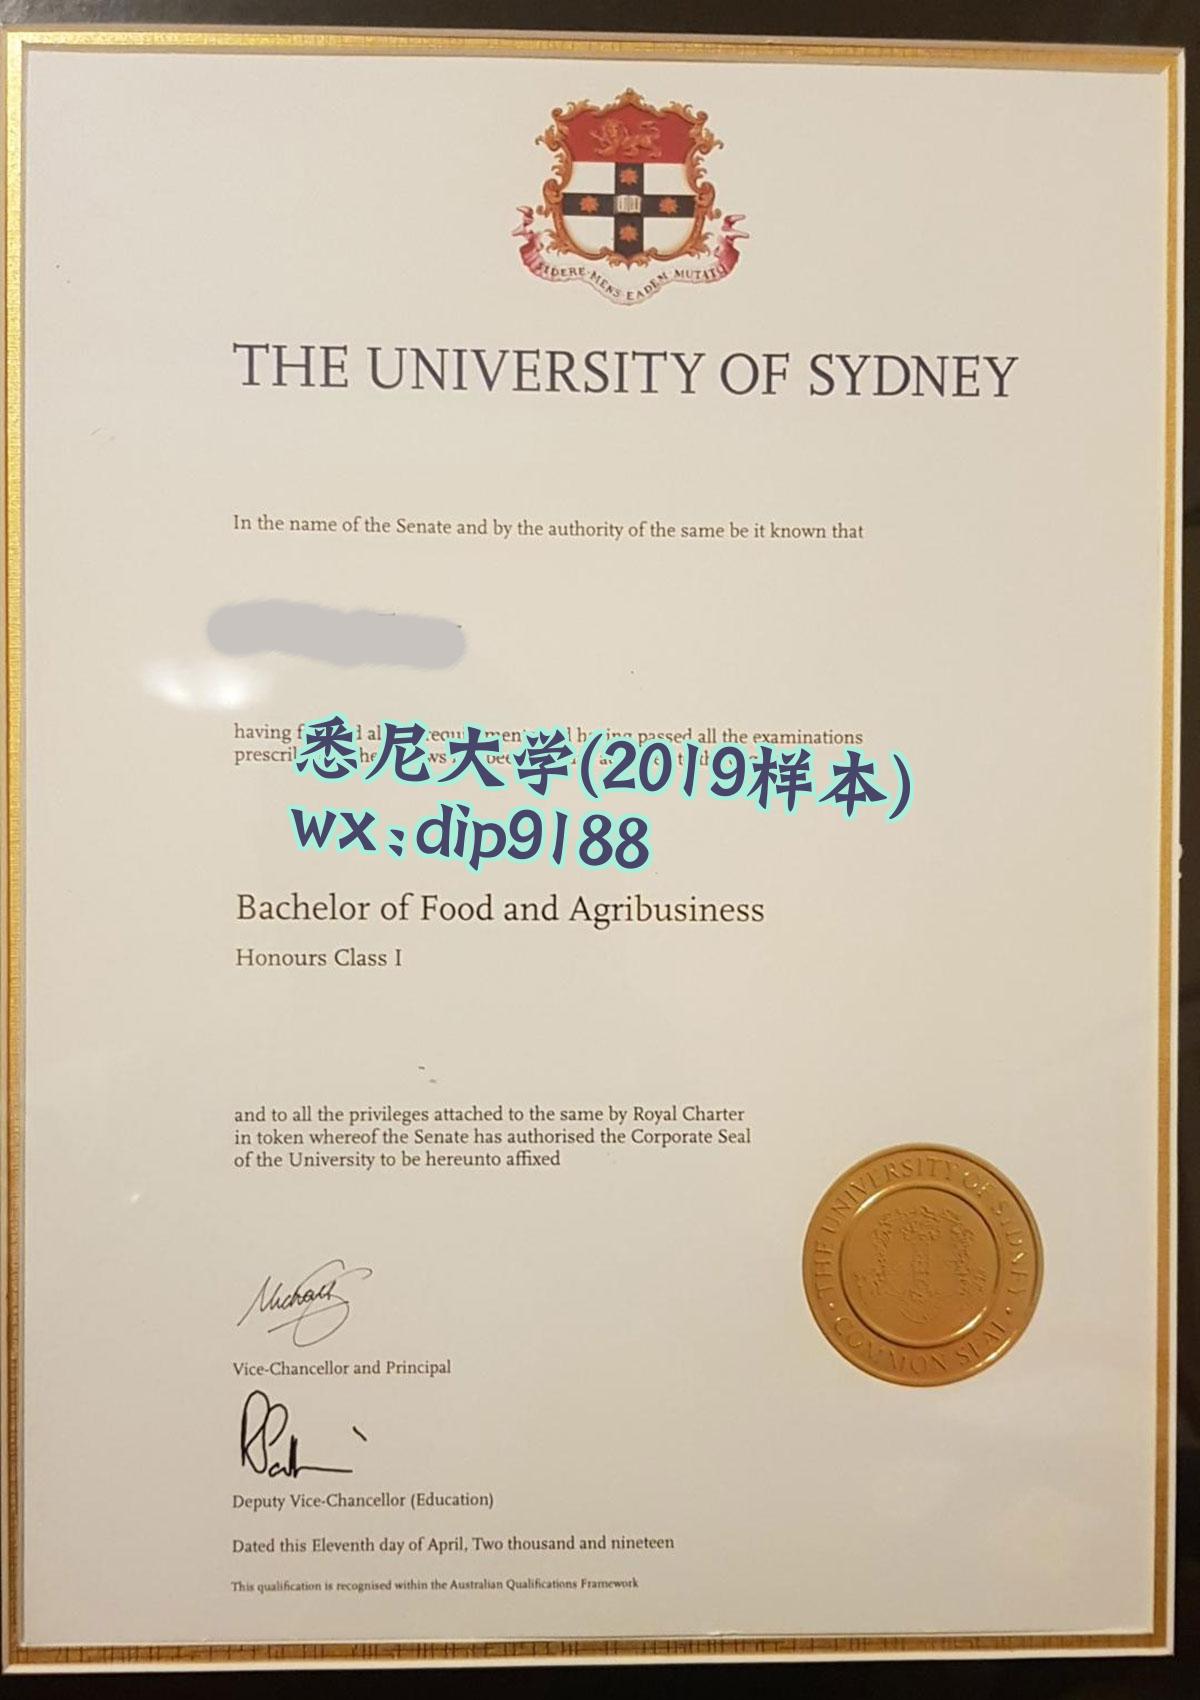 SIDERE·MENS EADEM MUTATO
THE UNIVERSITY OF SYDNEY
In the name of the Senate and by the authority of the same be it known that
having all passed all the examinations
悉尼大学(2019样本)
wx:dip9188
Bachelor of Food and Agribusiness
Honours Class I
and to all the privileges attached to the same by Royal Charter
in token whereof the Senate has authorised the Corporate Seal
of the University to be hereunto affixed
THE UNIVERSITY OF SYDNEY
COMMON SEAL
Vice-Chancellor and Principal
Deputy Vice-Chancellor (Education)
Dated this Eleventh day of April, Two thousand and nineteen
This qualification is recognised within the Australian Qualifications Framework